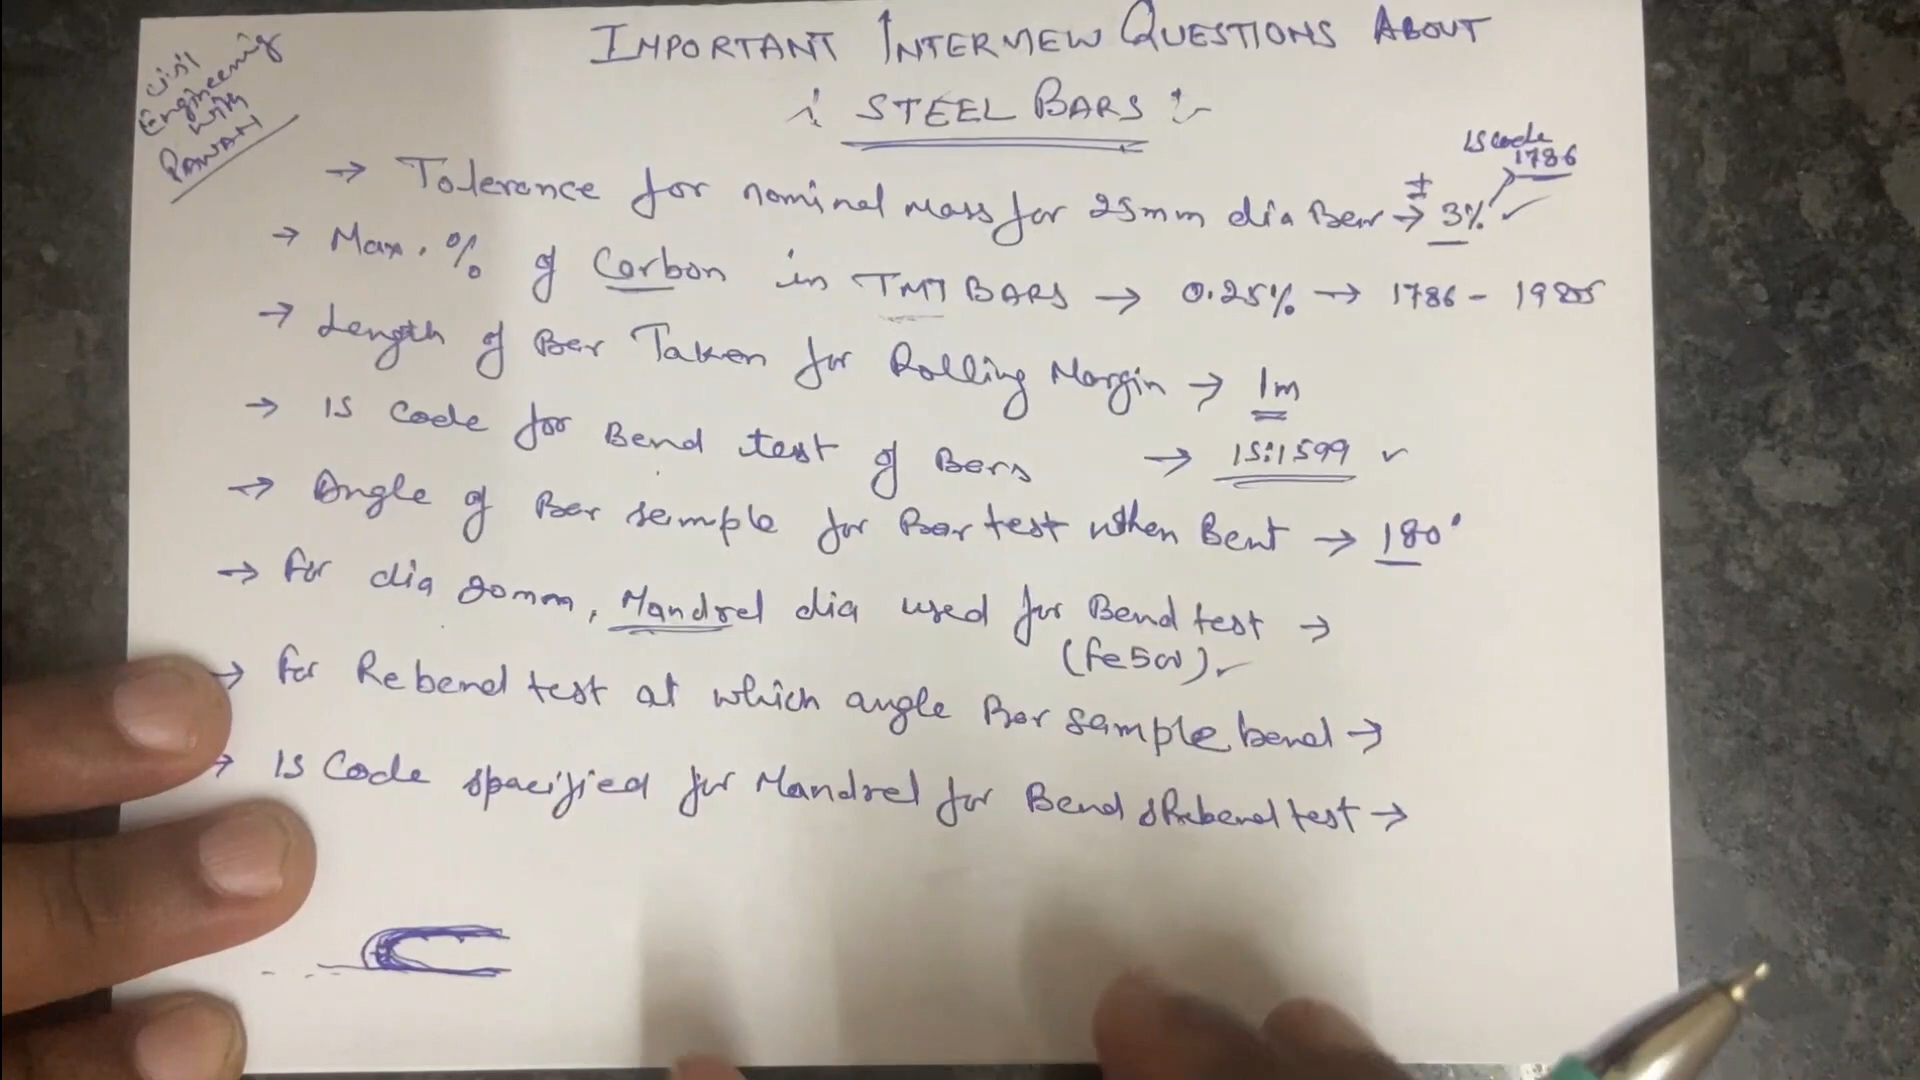 Civil
Engineering
with
PAWAN
IMPORTANT INTERVIEW QUESTIONS ABOUT
STEEL BARS :-
IS code
1786
→ Tolerance for nominal mass for 25mm dia Bar → ± 3% ✓
→ Max. % of Carbon in TMT BARS → 0.25% → 1786 - 1985
→ Length of Bar Taken for Rolling Margin → 1m
→ IS Code for Bend test of Bars → IS:1599 ✓
→ Angle of Bar sample for Bar test when Bent → 180°
→ for dia 20mm, Mandrel dia used for Bend test →
(fe500) ✓
→ for Rebend test at which angle Bar sample bend →
→ IS Code spacified for Mandrel for Bend & Rebend test →